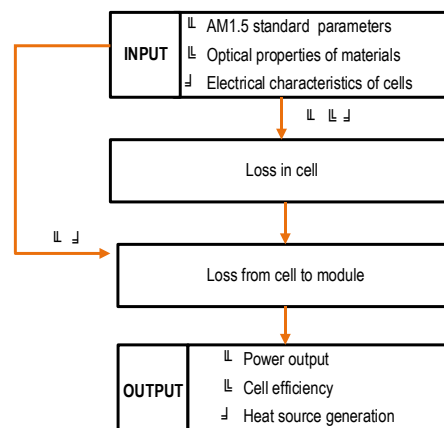 ╙ AM1.5 standard parameters
INPUT ╚ Optical properties of materials
╛ Electrical characteristics of cells
╙ ╚ ╛
Loss in cell
╙ ╛
Loss from cell to module
╙ Power output
OUTPUT ╚ Cell efficiency
╛ Heat source generation